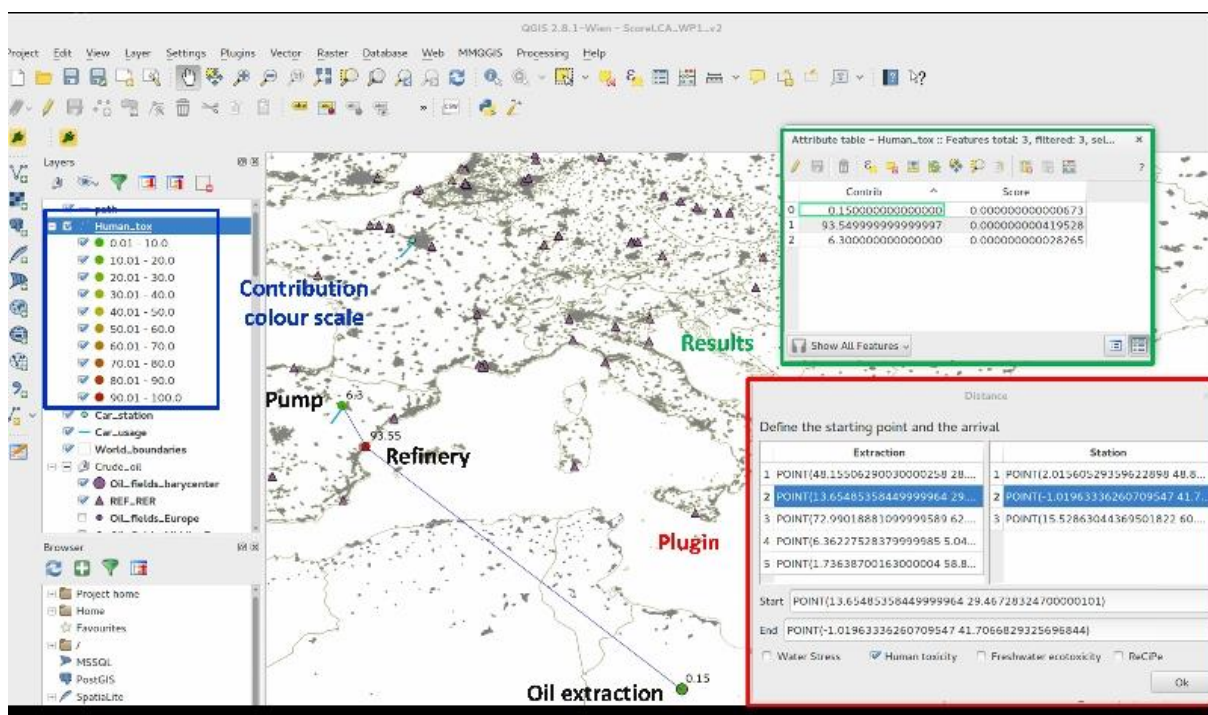 QGIS 2.8.1-Wien - ScoreLCA_WP1_v2
Project Edit View Layer Settings Plugins Vector Raster Database Web MMQGIS Processing Help
CSV
Layers
path
Human_tox
0.01 - 10.0
10.01 - 20.0
20.01 - 30.0
30.01 - 40.0
40.01 - 50.0
50.01 - 60.0
60.01 - 70.0
70.01 - 80.0
80.01 - 90.0
90.01 - 100.0
Car_station
Car_usage
World_boundaries
Crude_oil
Oil_fields_barycenter
REF_RER
Oil_fields_Europe
Browser
Project home
Home
Favourites
/
MSSQL
PostGIS
SpatiaLite
Contribution
colour scale
Pump
6.3
93.55
Refinery
Oil extraction
0.15
Results
Plugin
Attribute table - Human_tox :: Features total: 3, filtered: 3, sel...
Contrib Score
0 0.150000000000000 0.000000000000673
1 93.549999999999997 0.000000000419528
2 6.300000000000000 0.000000000028265
Show All Features
Distance
Define the starting point and the arrival
Extraction Station
1 POINT(48.15506290030000258 28.... 1 POINT(2.01560529359622898 48.8...
2 POINT(13.65485358449999964 29.... 2 POINT(-1.01963336260709547 41.7...
3 POINT(72.99018881099999589 62.... 3 POINT(15.52863044369501822 60....
4 POINT(6.36227528379999985 5.04...
5 POINT(1.73638700163000004 58.8...
Start POINT(13.65485358449999964 29.46728324700000101)
End POINT(-1.01963336260709547 41.7066829325696844)
Water Stress Human toxicity Freshwater ecotoxicity ReCiPe
Ok